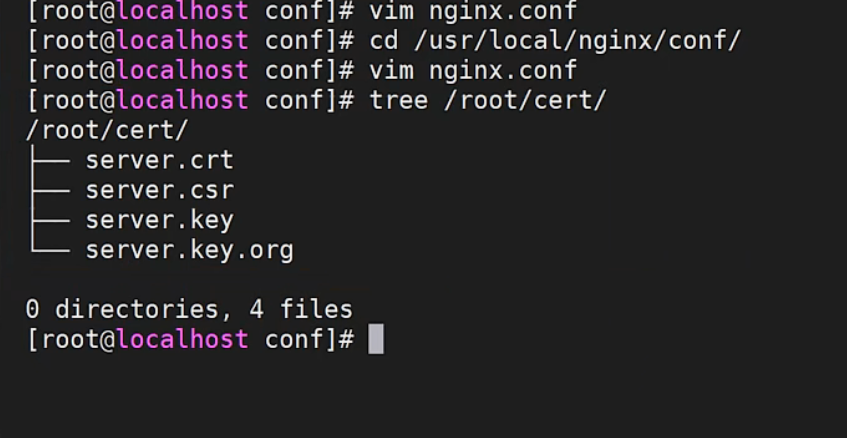 [root@localhost conf]# vim nginx.conf
[root@localhost conf]# cd /usr/local/nginx/conf/
[root@localhost conf]# vim nginx.conf
[root@localhost conf]# tree /root/cert/
/root/cert/
├── server.crt
├── server.csr
├── server.key
└── server.key.org

0 directories, 4 files
[root@localhost conf]#